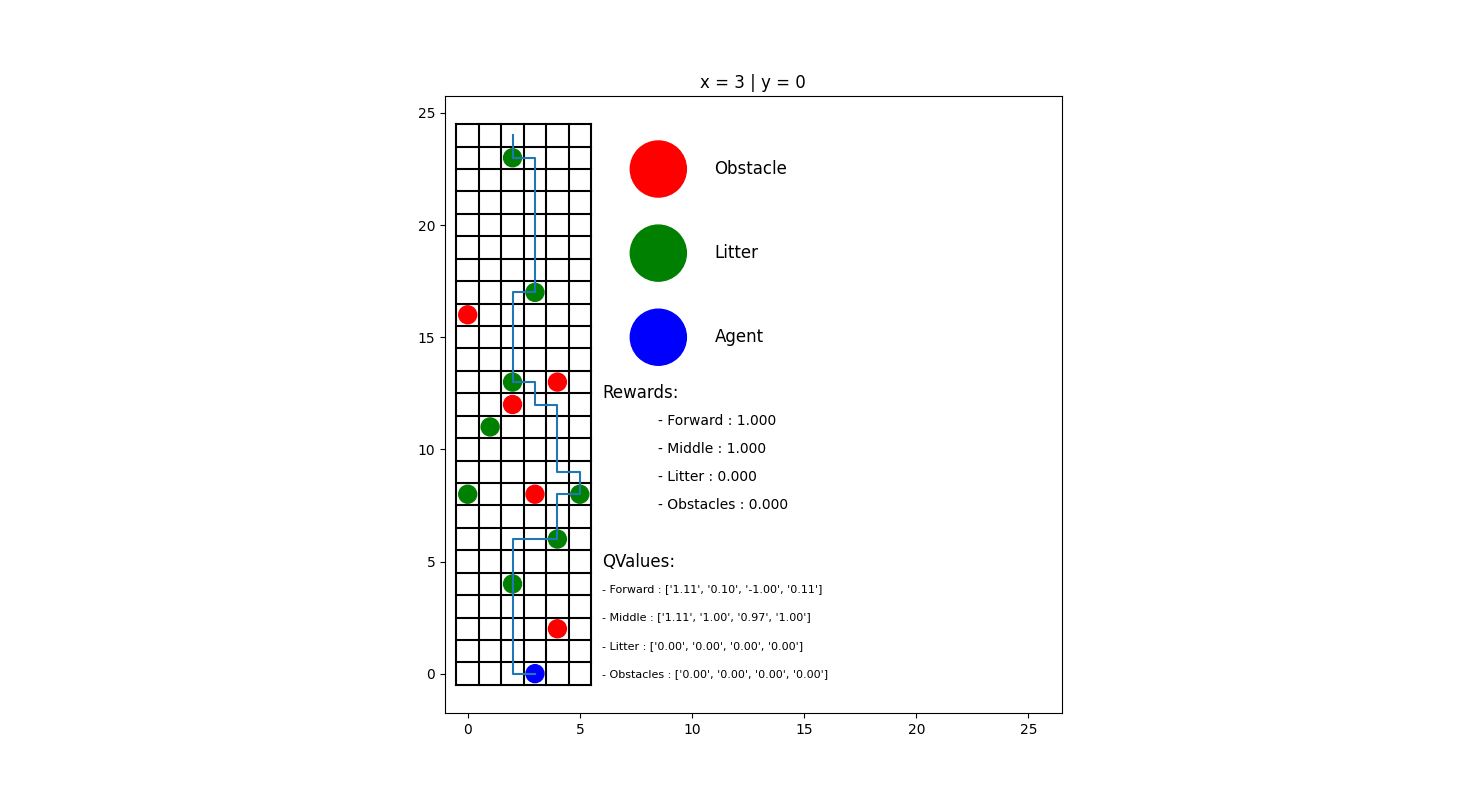 x = 3 | y = 0
25
20
15
10
5
0
Obstacle
Litter
Agent
Rewards:
- Forward : 1.000
- Middle : 1.000
- Litter : 0.000
- Obstacles : 0.000
QValues:
- Forward : ['1.11', '0.10', '-1.00', '0.11']
- Middle : ['1.11', '1.00', '0.97', '1.00']
- Litter : ['0.00', '0.00', '0.00', '0.00']
- Obstacles : ['0.00', '0.00', '0.00', '0.00']
0 5 10 15 20 25